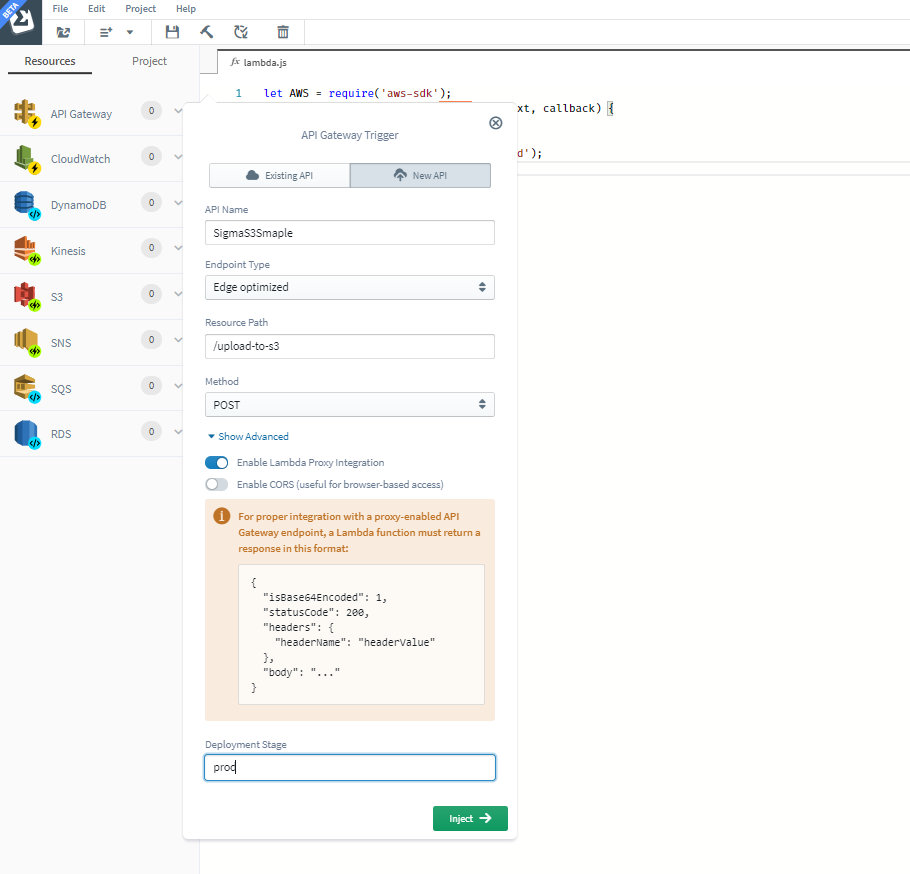 BETA
File Edit Project Help
Resources Project
fx lambda.js
1 let AWS = require('aws-sdk');
xt, callback) {
d');
API Gateway 0
CloudWatch 0
DynamoDB 0
Kinesis 0
S3 0
SNS 0
SQS 0
RDS 0
API Gateway Trigger
Existing API New API
API Name
SigmaS3Smaple
Endpoint Type
Edge optimized
Resource Path
/upload-to-s3
Method
POST
Show Advanced
Enable Lambda Proxy Integration
Enable CORS (useful for browser-based access)
For proper integration with a proxy-enabled API
Gateway endpoint, a Lambda function must return a
response in this format:
{
"isBase64Encoded": 1,
"statusCode": 200,
"headers": {
"headerName": "headerValue"
},
"body": "..."
}
Deployment Stage
prod
Inject